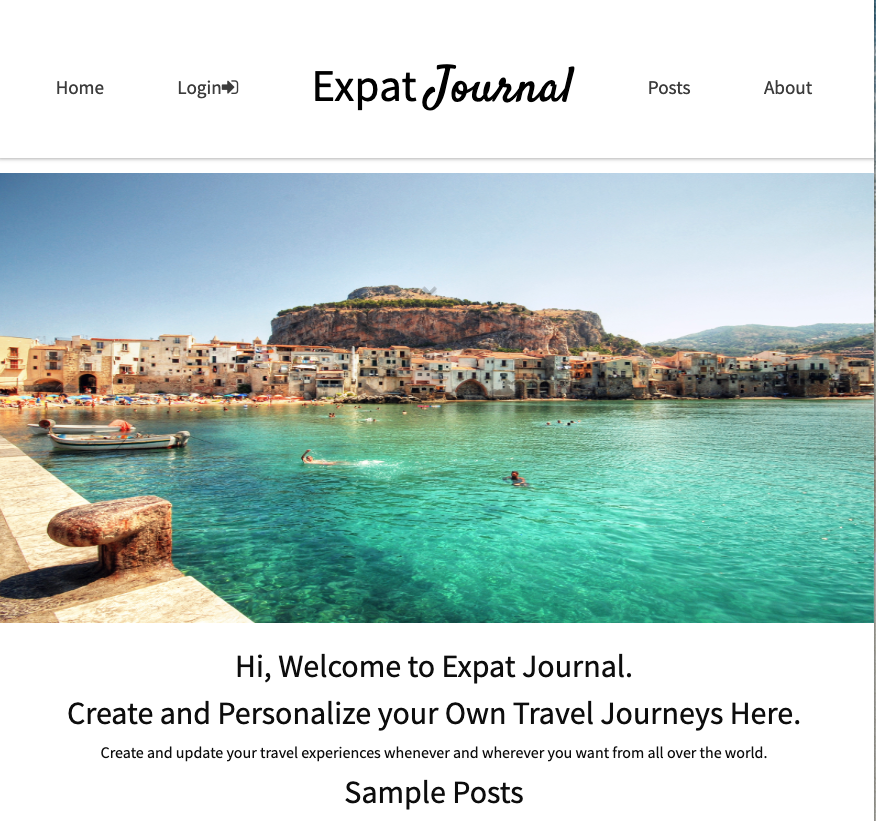 Home Login Expat Journal Posts About
Hi, Welcome to Expat Journal.
Create and Personalize your Own Travel Journeys Here.
Create and update your travel experiences whenever and wherever you want from all over the world.
Sample Posts